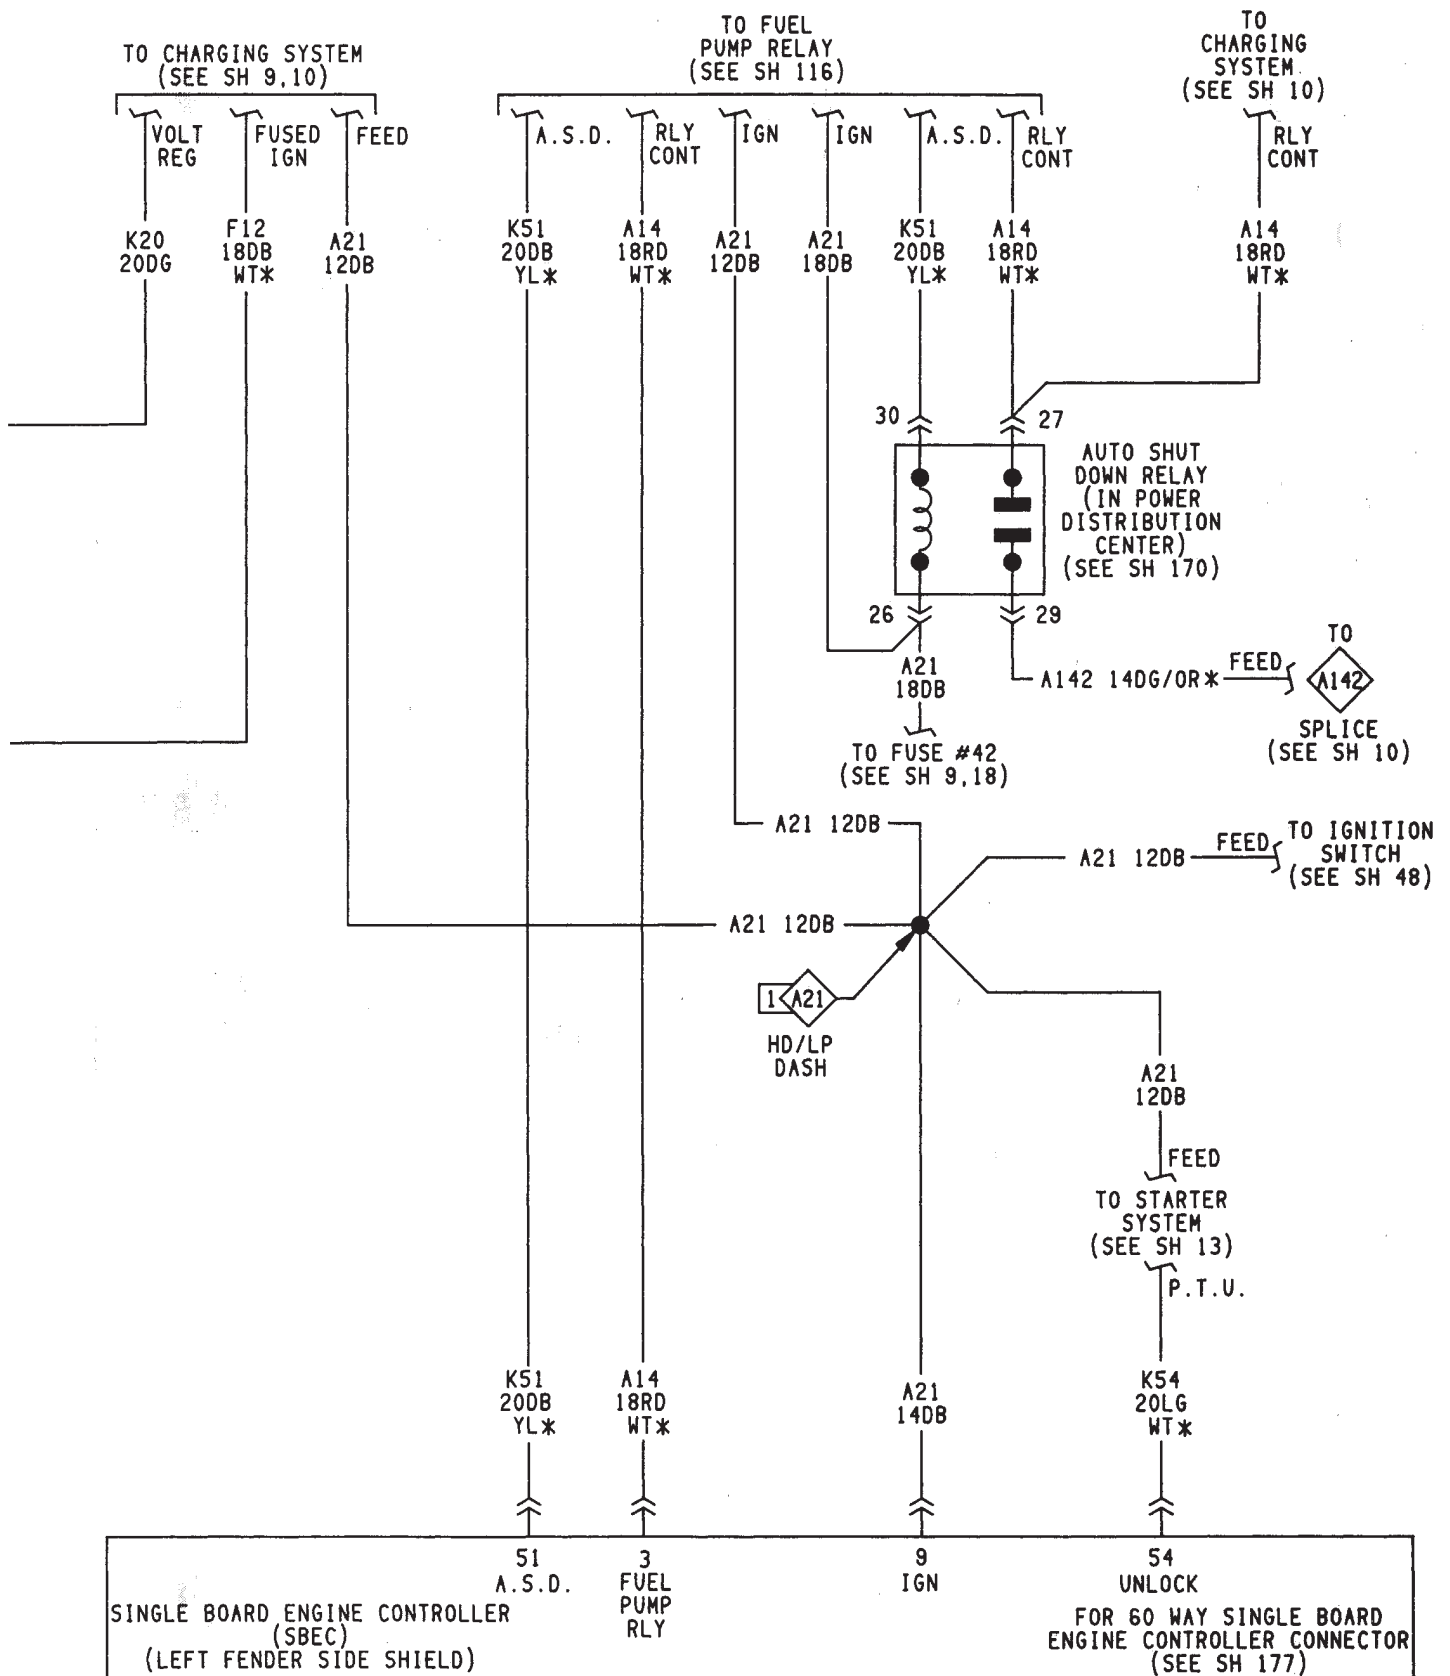 TO CHARGING SYSTEM
(SEE SH 9,10)
TO FUEL
PUMP RELAY
(SEE SH 116)
TO
CHARGING
SYSTEM
(SEE SH 10)
VOLT
REG
FUSED
IGN
FEED
A.S.D.
RLY
CONT
IGN
IGN
A.S.D.
RLY
CONT
RLY
CONT
K20
20DG
F12
18DB
WT*
A21
12DB
K51
20DB
YL*
A14
18RD
WT*
A21
12DB
A21
18DB
K51
20DB
YL*
A14
18RD
WT*
A14
18RD
WT*
30
27
AUTO SHUT
DOWN RELAY
(IN POWER
DISTRIBUTION
CENTER)
(SEE SH 170)
26
29
A21
18DB
TO FUSE #42
(SEE SH 9,18)
A142 14DG/OR*
FEED
TO
A142
SPLICE
(SEE SH 10)
A21 12DB
A21 12DB
FEED
TO IGNITION
SWITCH
(SEE SH 48)
A21 12DB
1 A21
HD/LP
DASH
A21
12DB
FEED
TO STARTER
SYSTEM
(SEE SH 13)
P.T.U.
K51
20DB
YL*
A14
18RD
WT*
A21
14DB
K54
20LG
WT*
51
A.S.D.
3
FUEL
PUMP
RLY
9
IGN
54
UNLOCK
SINGLE BOARD ENGINE CONTROLLER
(SBEC)
(LEFT FENDER SIDE SHIELD)
FOR 60 WAY SINGLE BOARD
ENGINE CONTROLLER CONNECTOR
(SEE SH 177)